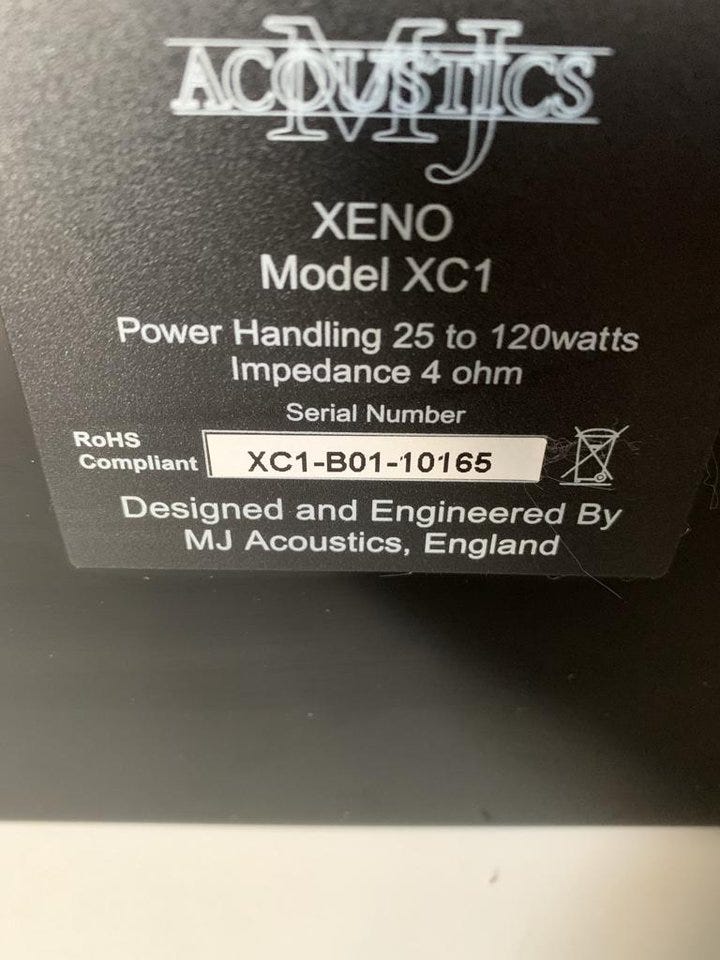 MJ
ACOUSTICS
XENO
Model XC1
Power Handling 25 to 120watts
Impedance 4 ohm
Serial Number
RoHS
Compliant
XC1-B01-10165
Designed and Engineered By
MJ Acoustics, England